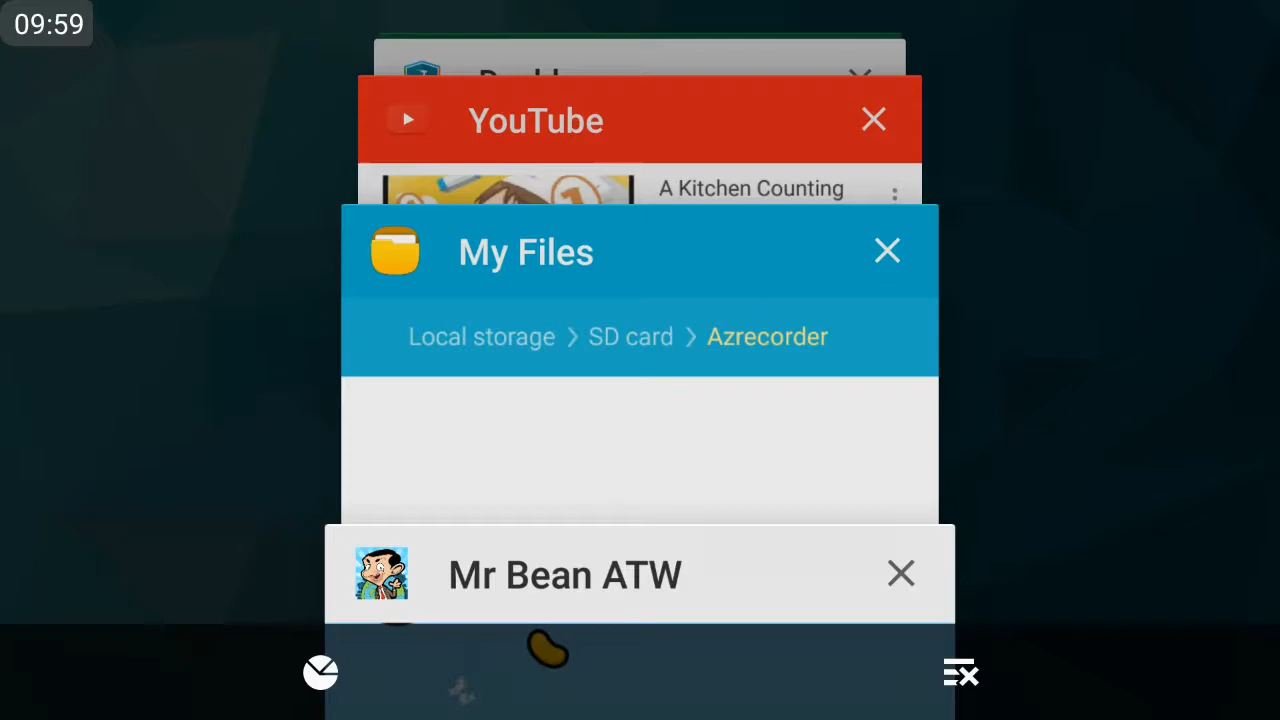 09:59
YouTube
A Kitchen Counting
My Files
Local storage > SD card > Azrecorder
Mr Bean ATW